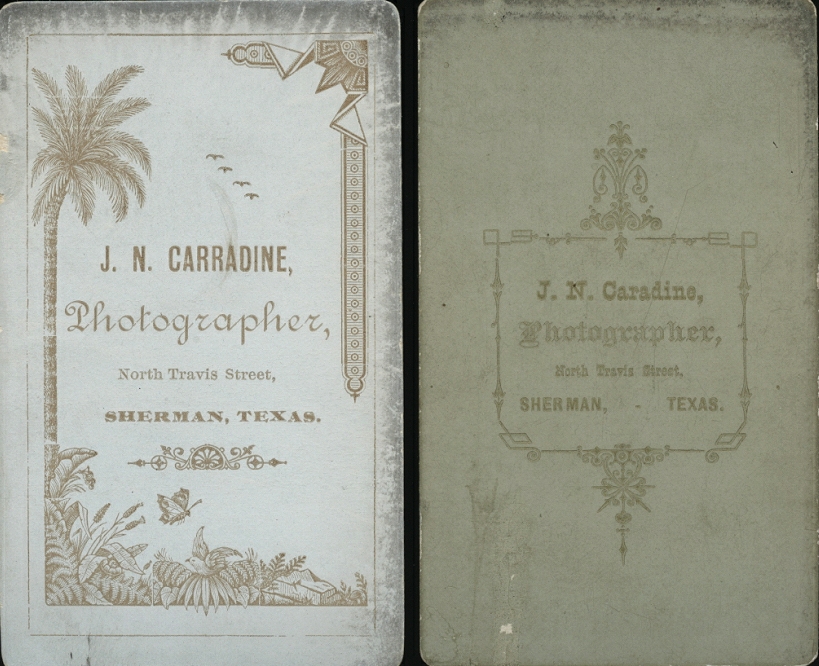 J. N. CARRADINE,
Photographer,
North Travis Street,
SHERMAN, TEXAS.
J. N. Caradine,
Photographer,
North Travis Street,
SHERMAN, - TEXAS.